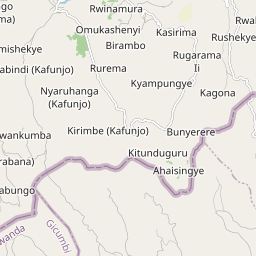 Rwinamura
Rwa
Omukashenyi
Kasirima
Rushekye
mishekye
Birambo
Rugarama
Ii
abindi (Kafunjo)
Rurema
Kyampungye
Nyaruhanga
(Kafunjo)
Kagona
wankumba
Kirimbe (Kafunjo)
Bunyerere
Kitunduguru
arabana)
Ahaisingye
abungo
Gicumbi
wanda